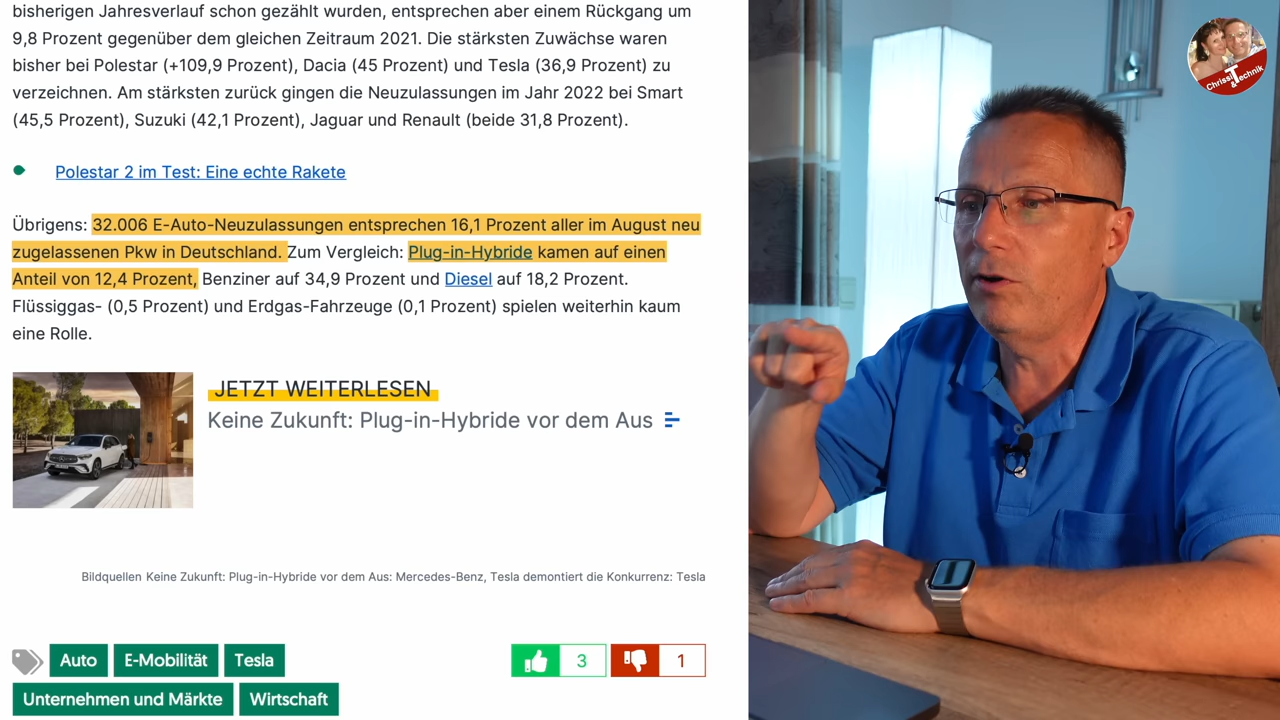 bisherigen Jahresverlauf schon gezählt wurden, entsprechen aber einem Rückgang um
9,8 Prozent gegenüber dem gleichen Zeitraum 2021. Die stärksten Zuwächse waren
bisher bei Polestar (+109,9 Prozent), Dacia (45 Prozent) und Tesla (36,9 Prozent) zu
verzeichnen. Am stärksten zurück gingen die Neuzulassungen im Jahr 2022 bei Smart
(45,5 Prozent), Suzuki (42,1 Prozent), Jaguar und Renault (beide 31,8 Prozent).
Polestar 2 im Test: Eine echte Rakete
Übrigens: 32.006 E-Auto-Neuzulassungen entsprechen 16,1 Prozent aller im August neu
zugelassenen Pkw in Deutschland. Zum Vergleich: Plug-in-Hybride kamen auf einen
Anteil von 12,4 Prozent, Benziner auf 34,9 Prozent und Diesel auf 18,2 Prozent.
Flüssiggas- (0,5 Prozent) und Erdgas-Fahrzeuge (0,1 Prozent) spielen weiterhin kaum
eine Rolle.
JETZT WEITERLESEN
Keine Zukunft: Plug-in-Hybride vor dem Aus
Bildquellen Keine Zukunft: Plug-in-Hybride vor dem Aus: Mercedes-Benz, Tesla demontiert die Konkurrenz: Tesla
Auto E-Mobilität Tesla
3 1
Unternehmen und Märkte Wirtschaft
Chrissi & Technik